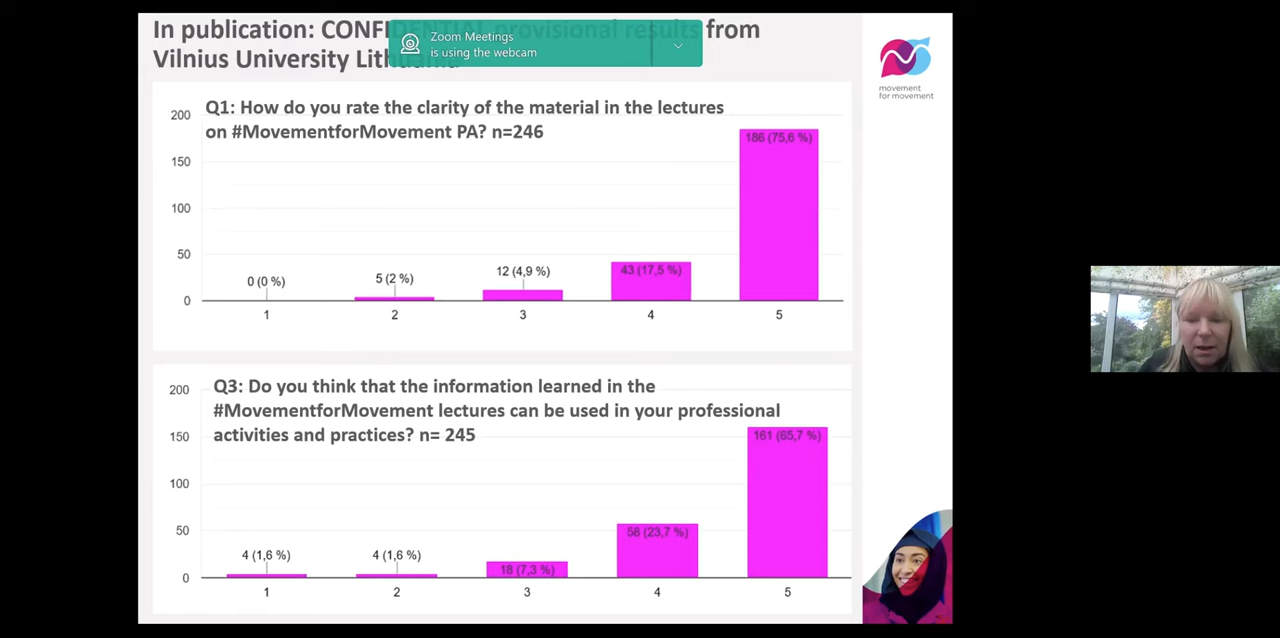 In publication: CONFIDENTIAL provisional results from
Vilnius University Lithuania
Zoom Meetings
is using the webcam
movement
for movement
Q1: How do you rate the clarity of the material in the lectures
on #MovementforMovement PA? n=246
200
150
100
50
0
0 (0 %)
5 (2 %)
12 (4,9 %)
43 (17,5 %)
186 (75,6 %)
1 2 3 4 5
Q3: Do you think that the information learned in the
#MovementforMovement lectures can be used in your professional
activities and practices? n= 245
200
150
100
50
0
4 (1,6 %)
4 (1,6 %)
18 (7,3 %)
58 (23,7 %)
161 (65,7 %)
1 2 3 4 5